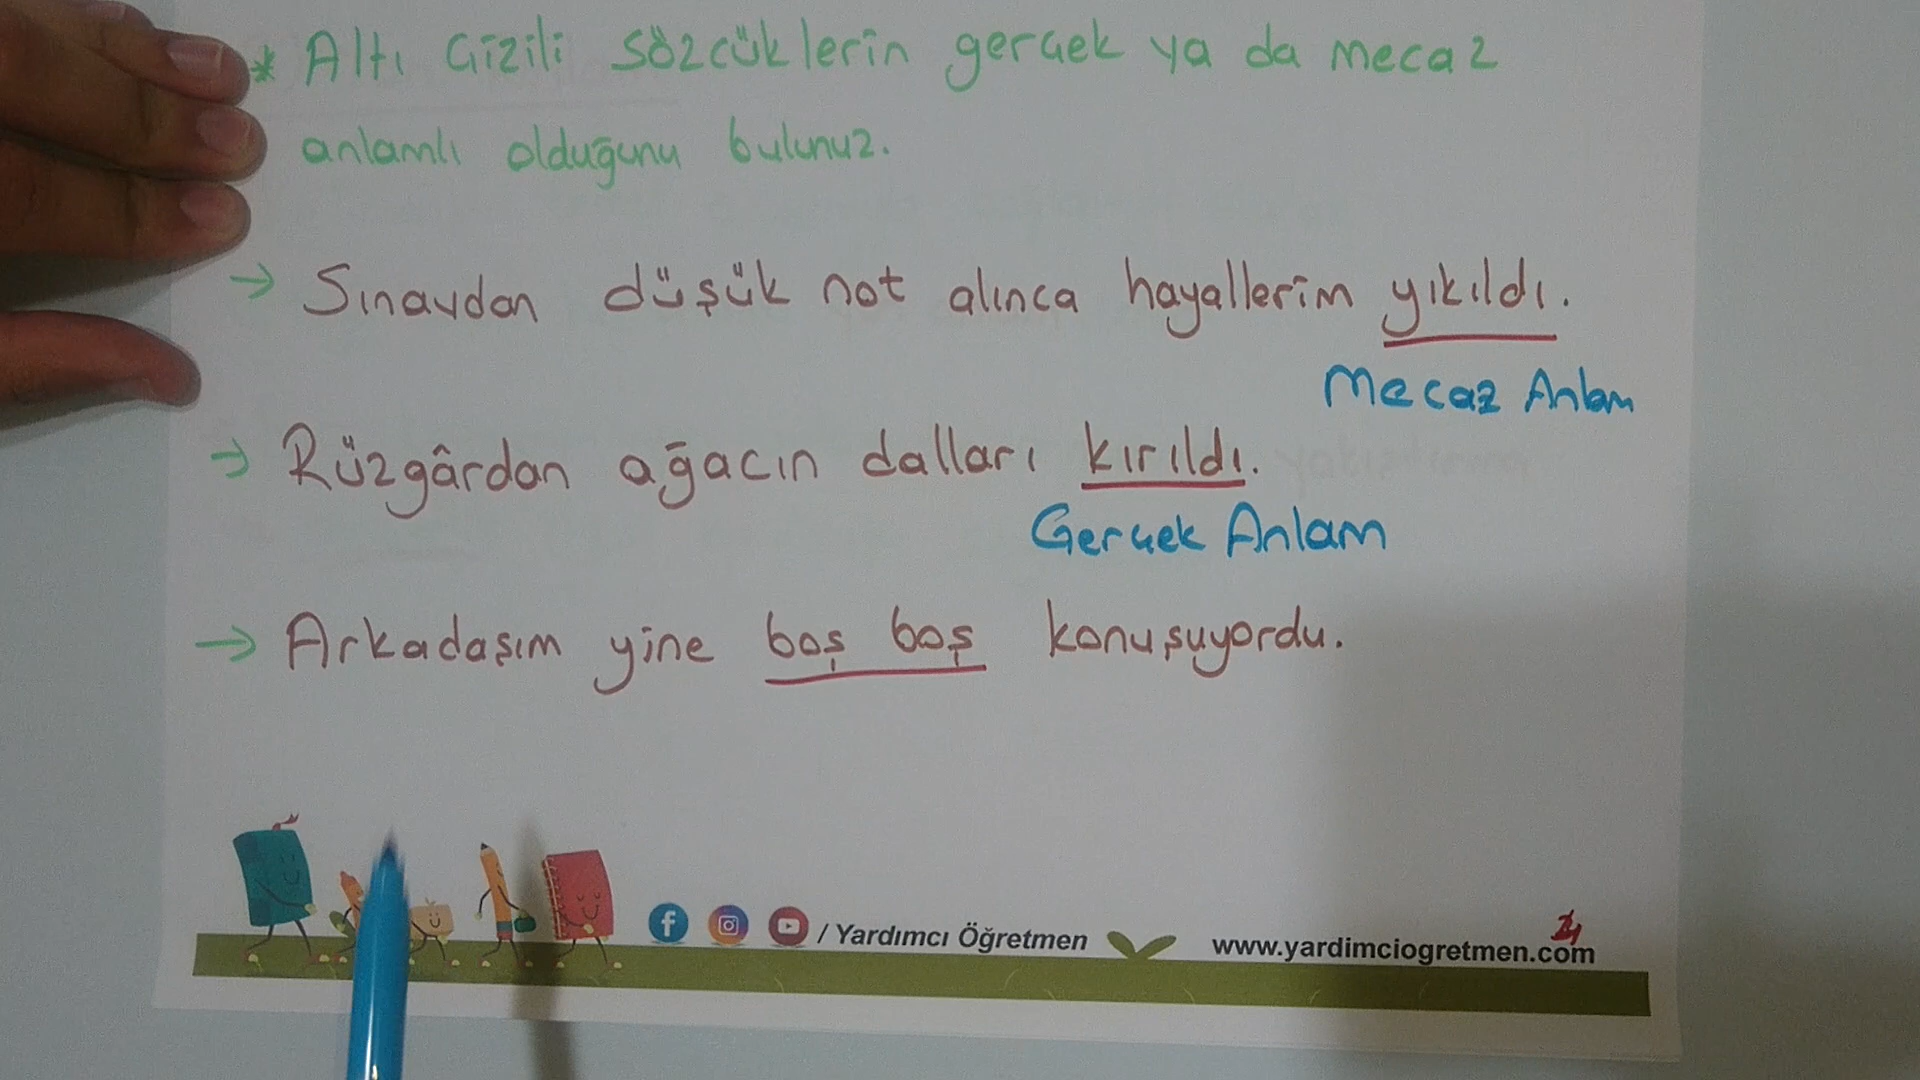 * Altı Çizili sözcüklerin gerçek ya da mecaz
anlamlı olduğunu bulunuz.
→ Sınavdan düşük not alınca hayallerim yıkıldı.
Mecaz Anlam
→ Rüzgârdan ağacın dalları kırıldı.
Gerçek Anlam
→ Arkadaşım yine boş boş konuşuyordu.
/ Yardımcı Öğretmen
www.yardimciogretmen.com